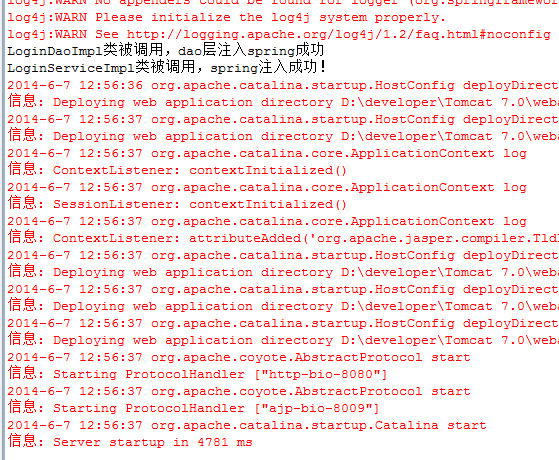 log4j:WARN No appenders could be found for logger (org.springframew
log4j:WARN Please initialize the log4j system properly.
log4j:WARN See http://logging.apache.org/log4j/1.2/faq.html#noconfig
LoginDaoImpl类被调用，dao层注入spring成功
LoginServiceImpl类被调用，spring注入成功！
2014-6-7 12:56:36 org.apache.catalina.startup.HostConfig deployDirect
信息: Deploying web application directory D:\developer\Tomcat 7.0\weba
2014-6-7 12:56:37 org.apache.catalina.startup.HostConfig deployDirect
信息: Deploying web application directory D:\developer\Tomcat 7.0\weba
2014-6-7 12:56:37 org.apache.catalina.core.ApplicationContext log
信息: ContextListener: contextInitialized()
2014-6-7 12:56:37 org.apache.catalina.core.ApplicationContext log
信息: SessionListener: contextInitialized()
2014-6-7 12:56:37 org.apache.catalina.core.ApplicationContext log
信息: ContextListener: attributeAdded('org.apache.jasper.compiler.TldL
2014-6-7 12:56:37 org.apache.catalina.startup.HostConfig deployDirect
信息: Deploying web application directory D:\developer\Tomcat 7.0\weba
2014-6-7 12:56:37 org.apache.catalina.startup.HostConfig deployDirect
信息: Deploying web application directory D:\developer\Tomcat 7.0\weba
2014-6-7 12:56:37 org.apache.catalina.startup.HostConfig deployDirect
信息: Deploying web application directory D:\developer\Tomcat 7.0\weba
2014-6-7 12:56:37 org.apache.coyote.AbstractProtocol start
信息: Starting ProtocolHandler ["http-bio-8080"]
2014-6-7 12:56:37 org.apache.coyote.AbstractProtocol start
信息: Starting ProtocolHandler ["ajp-bio-8009"]
2014-6-7 12:56:37 org.apache.catalina.startup.Catalina start
信息: Server startup in 4781 ms